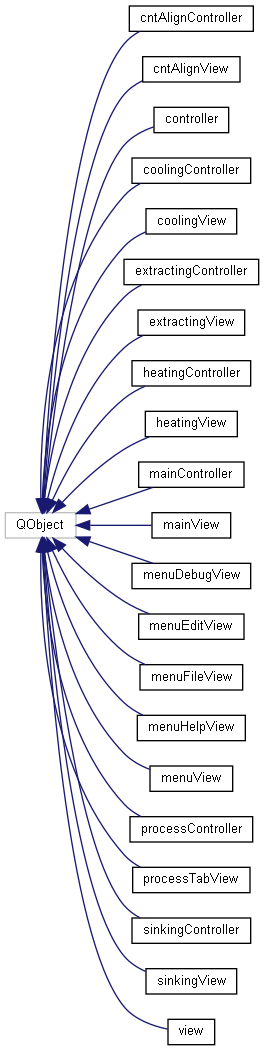 cntAlignController
cntAlignView
controller
coolingController
coolingView
extractingController
extractingView
heatingController
heatingView
mainController
QObject
mainView
menuDebugView
menuEditView
menuFileView
menuHelpView
menuView
processController
processTabView
sinkingController
sinkingView
view